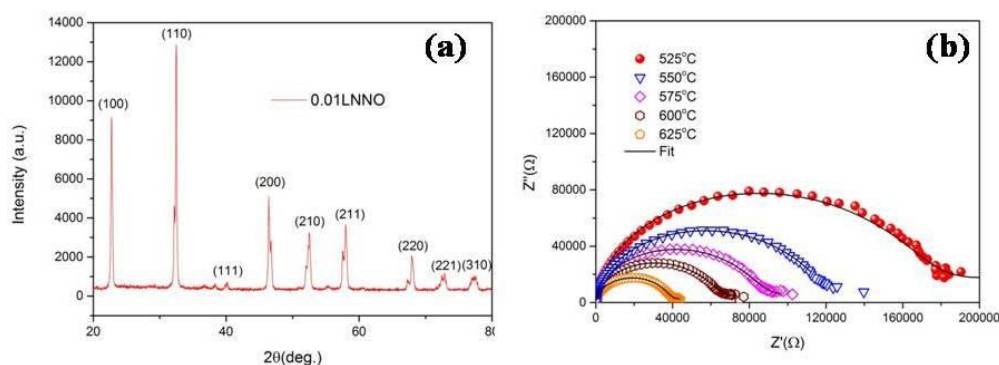 (a)
14000
12000
10000
8000
6000
4000
2000
0
Intensity (a.u.)
(100)
(110)
(111)
(200)
(210)
(211)
(220)
(221)
(310)
0.01LNNO
20
40
60
80
2θ(deg.)
(b)
200000
160000
120000
80000
40000
0
Z"(Ω)
525°C
550°C
575°C
600°C
625°C
Fit
0
40000
80000
120000
160000
200000
Z'(Ω)